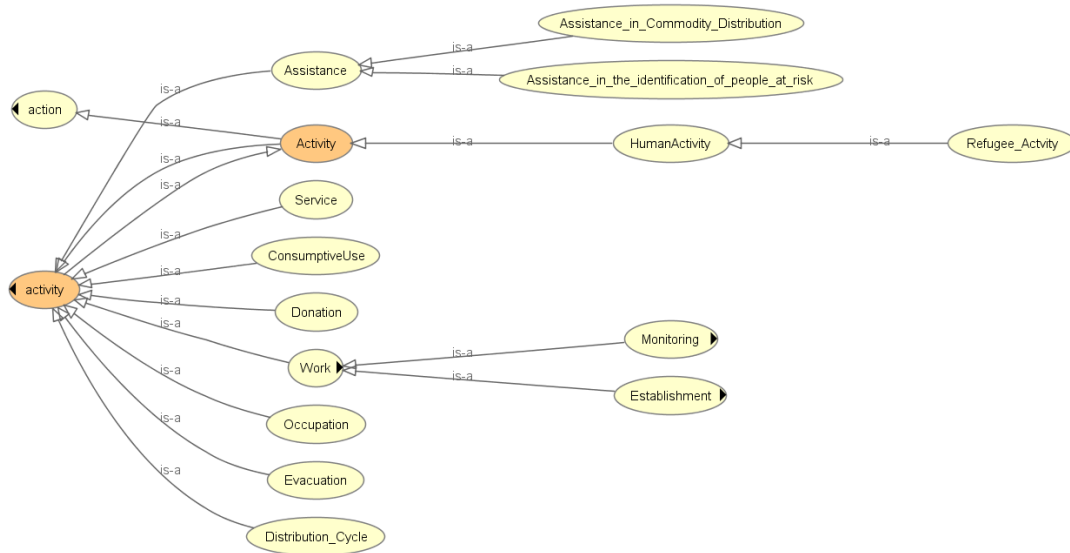 Assistance_in_Commodity_Distribution
is-a
Assistance
is-a
Assistance_in_the_identification_of_people_at_risk
is-a
action
is-a
Activity
is-a
HumanActivity
is-a
Refugee_Actvity
is-a
is-a
Service
is-a
ConsumptiveUse
is-a
activity
is-a
Donation
is-a
Work
is-a
Monitoring
is-a
Establishment
is-a
Occupation
is-a
Evacuation
is-a
Distribution_Cycle